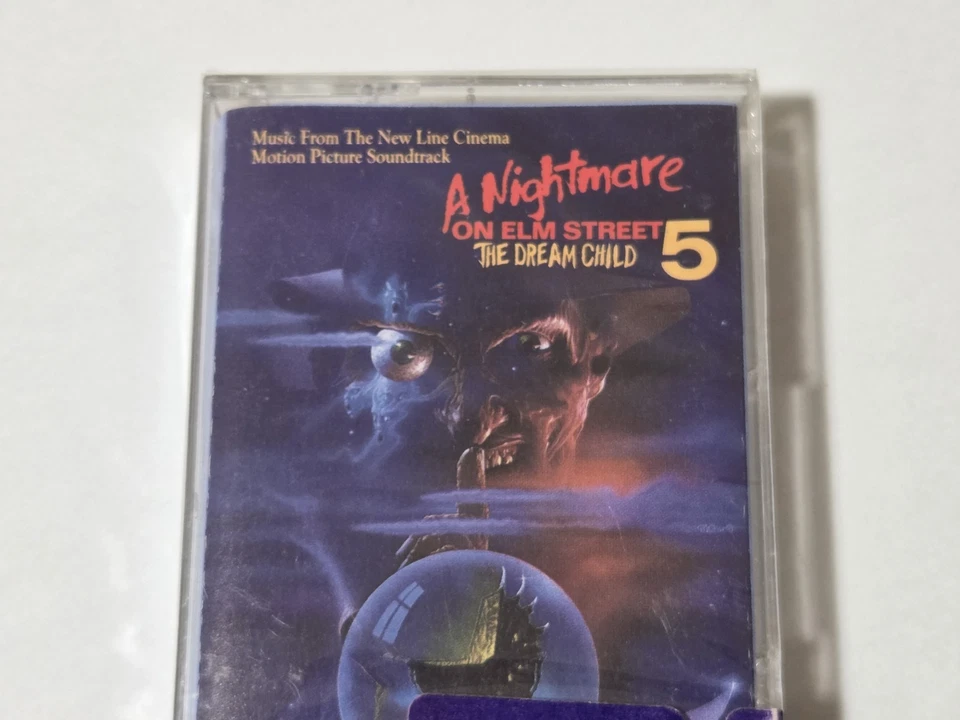 Music From The New Line Cinema
Motion Picture Soundtrack
A Nightmare
ON ELM STREET 5
THE DREAM CHILD